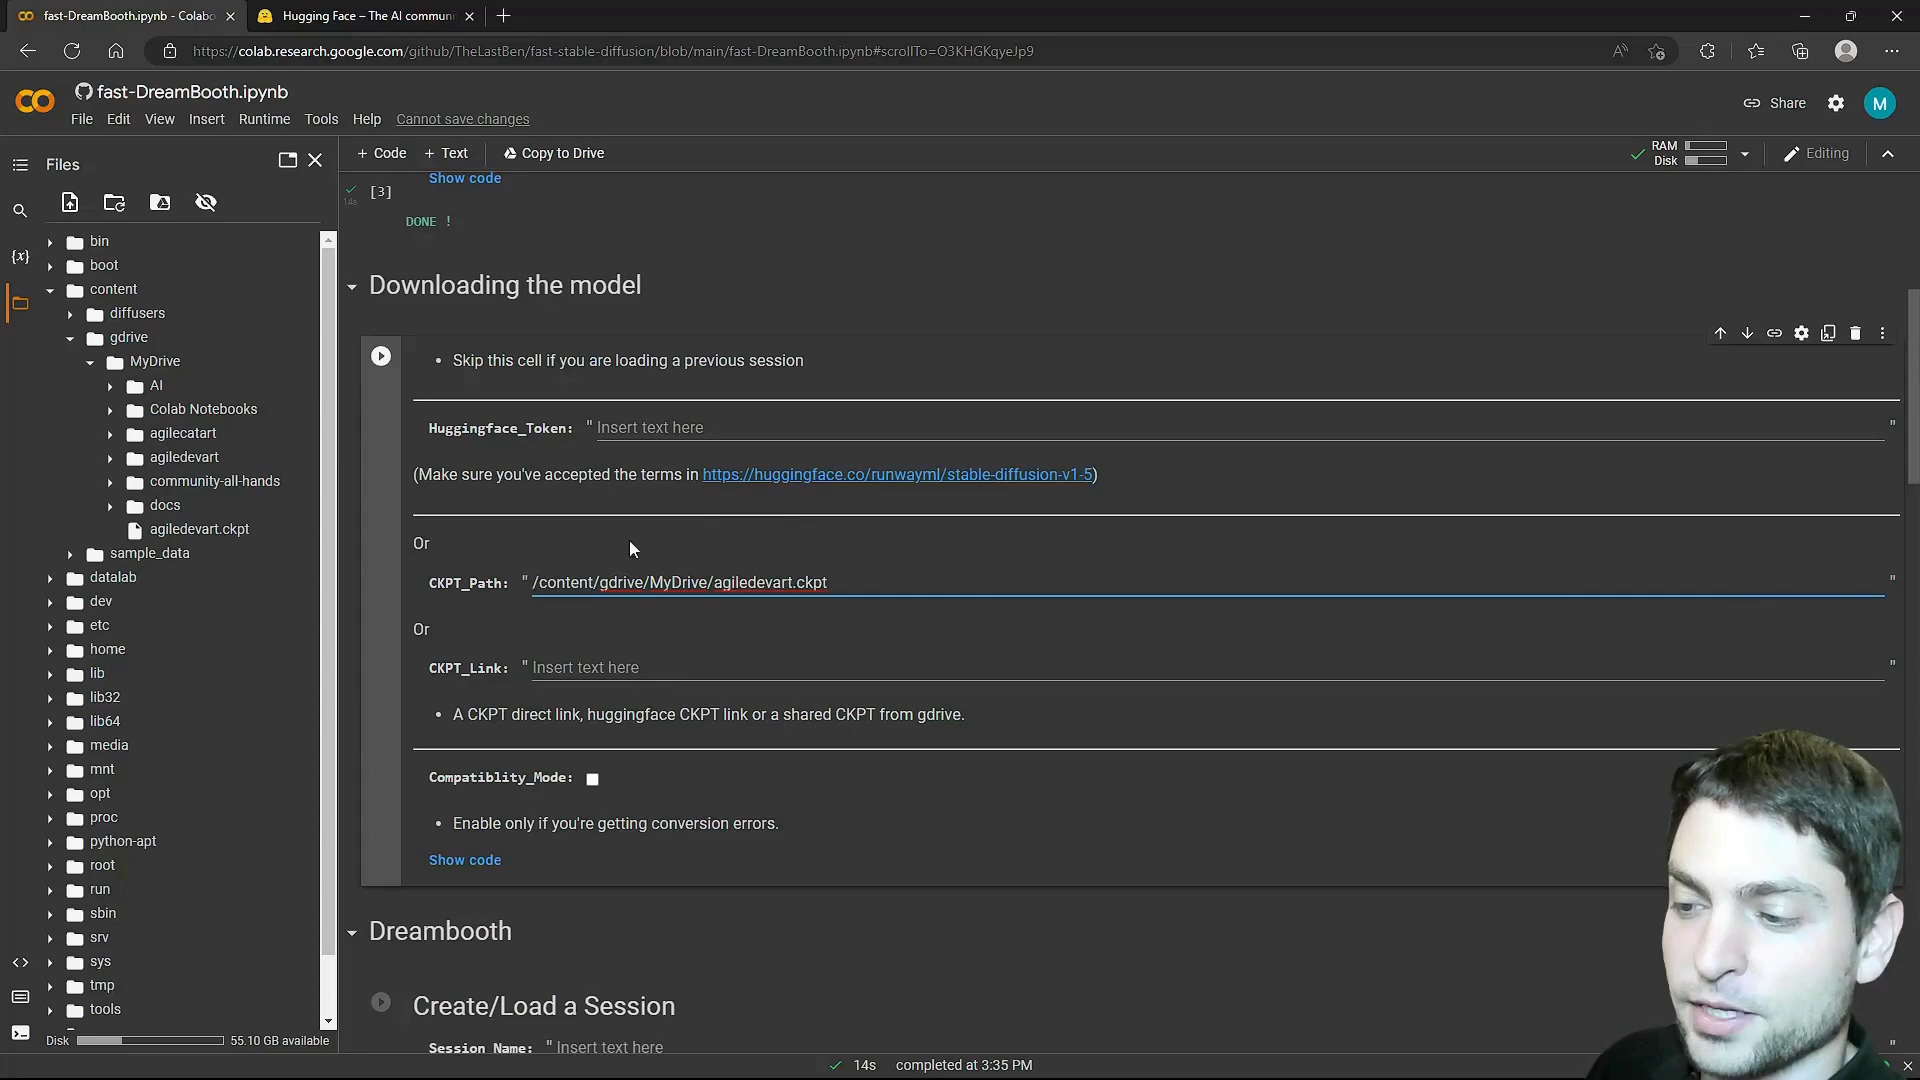 fast-DreamBooth.ipynb - Colabo
Hugging Face – The AI communi
https://colab.research.google.com/github/TheLastBen/fast-stable-diffusion/blob/main/fast-DreamBooth.ipynb#scrollTo=O3KHGKqyeJp9
fast-DreamBooth.ipynb
Share
M
File Edit View Insert Runtime Tools Help Cannot save changes
Files
+ Code + Text Copy to Drive
RAM
Disk
Editing
Show code
[3]
14s
DONE !
{x}
bin
boot
content
diffusers
gdrive
MyDrive
AI
Colab Notebooks
agilecatart
agiledevart
community-all-hands
docs
agiledevart.ckpt
sample_data
datalab
dev
etc
home
lib
lib32
lib64
media
mnt
opt
proc
python-apt
root
run
sbin
srv
sys
tmp
tools
Disk 55.10 GB available
Downloading the model
• Skip this cell if you are loading a previous session
Huggingface_Token: " Insert text here "
(Make sure you've accepted the terms in https://huggingface.co/runwayml/stable-diffusion-v1-5)
Or
CKPT_Path: " /content/gdrive/MyDrive/agiledevart.ckpt "
Or
CKPT_Link: " Insert text here "
• A CKPT direct link, huggingface CKPT link or a shared CKPT from gdrive.
Compatiblity_Mode:
• Enable only if you're getting conversion errors.
Show code
Dreambooth
Create/Load a Session
Session_Name: " Insert text here "
14s completed at 3:35 PM